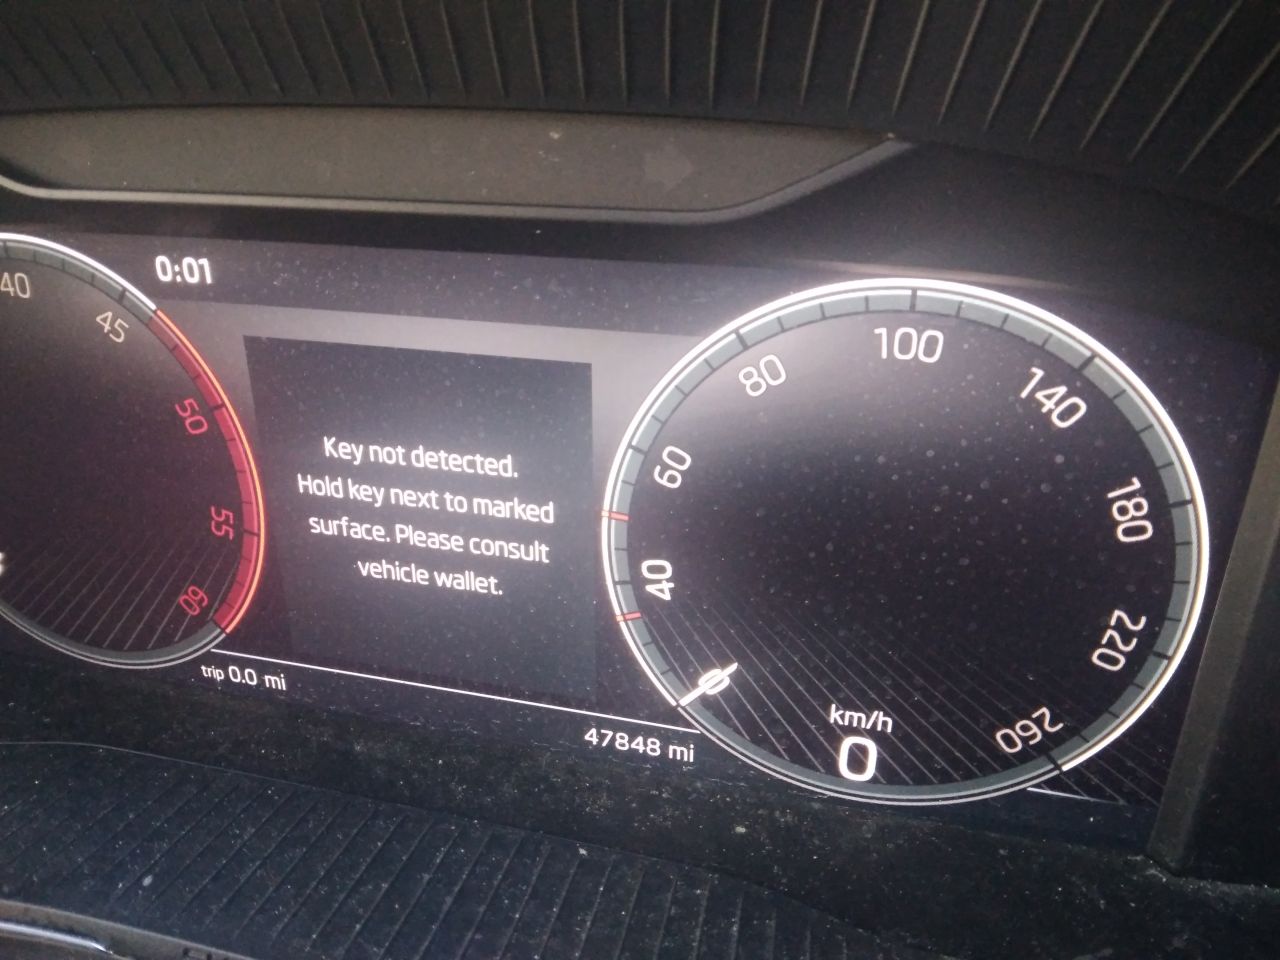 0:01
40
45
50
55
60
Key not detected.
Hold key next to marked
surface. Please consult
vehicle wallet.
trip 0.0 mi
47848 mi
0
40
60
80
100
140
180
220
260
km/h
0